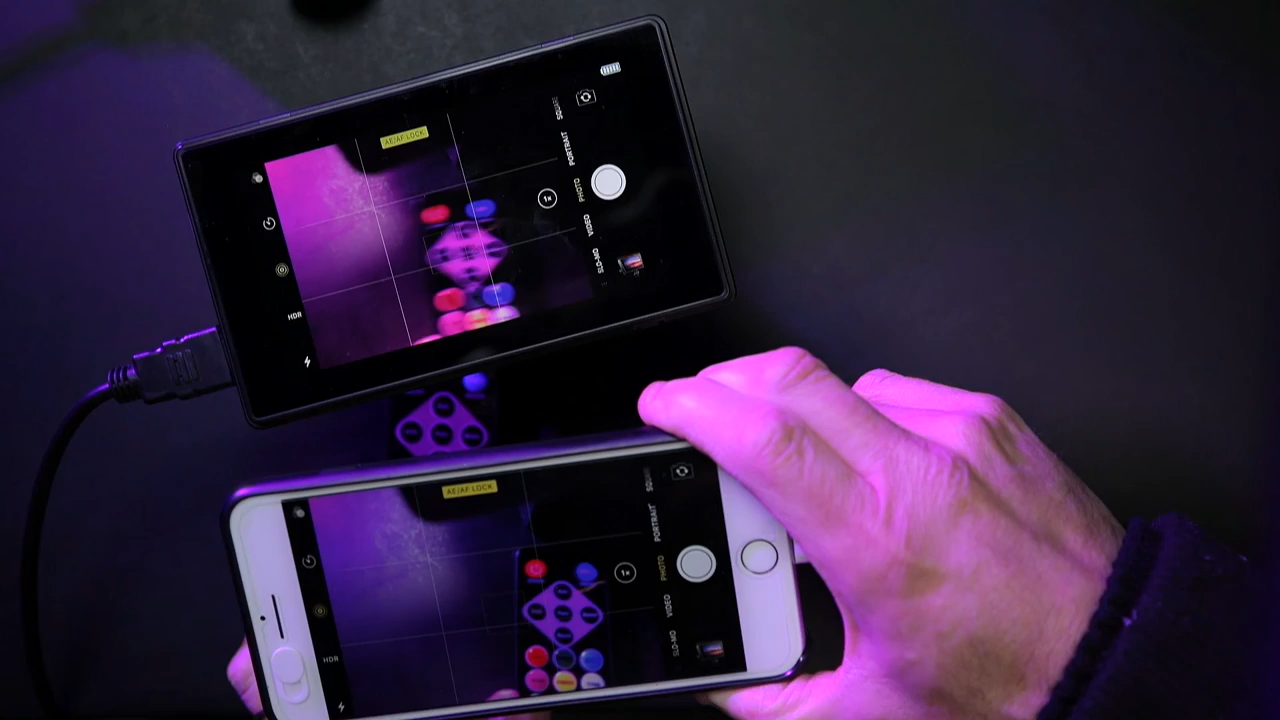 AE/AF LOCK
HDR
1x
SQUARE
PORTRAIT
PHOTO
VIDEO
SLO-MO
AE/AF LOCK
HDR
1x
PORTRAIT
PHOTO
VIDEO
SLO-MO